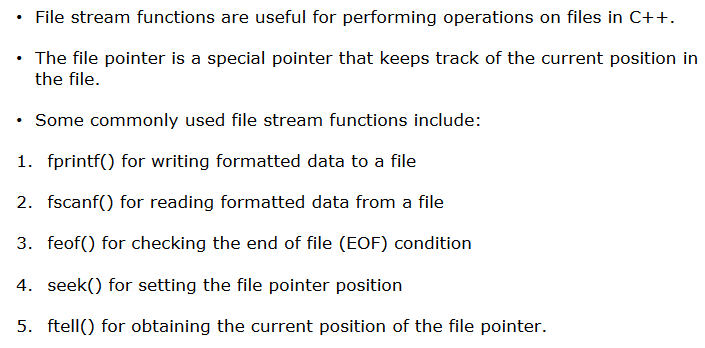 • File stream functions are useful for performing operations on files in C++.
• The file pointer is a special pointer that keeps track of the current position in
the file.
• Some commonly used file stream functions include:
1. fprintf() for writing formatted data to a file
2. fscanf() for reading formatted data from a file
3. feof() for checking the end of file (EOF) condition
4. seek() for setting the file pointer position
5. ftell() for obtaining the current position of the file pointer.